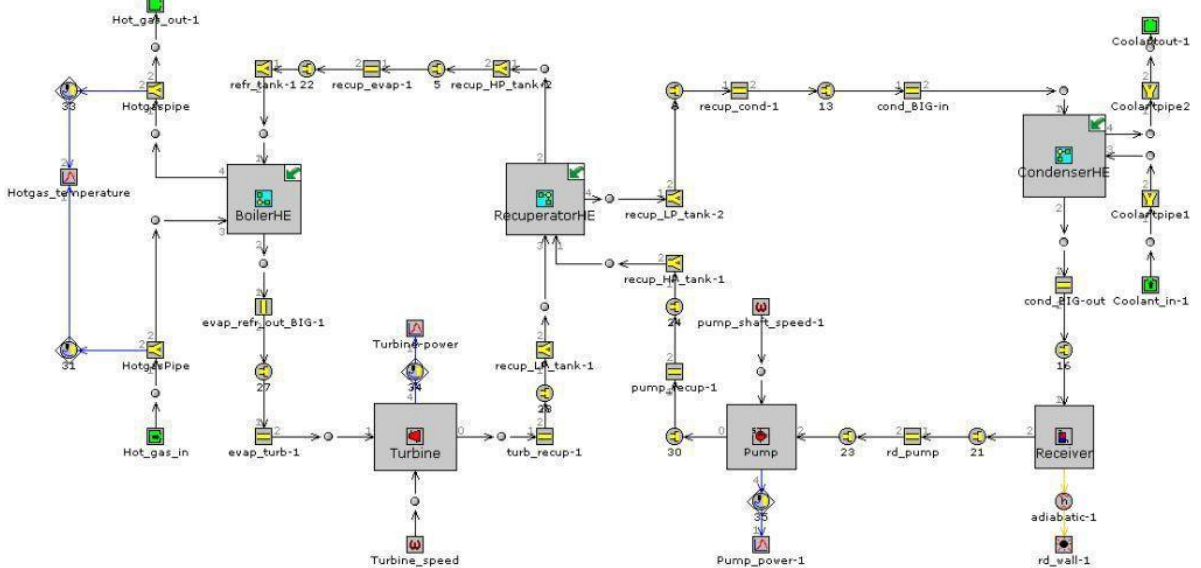 Hot_gas_out-1
Coolantout-1
refr_tank-1 22 recup_evap-1 5 recup_HP_tank-2
33
Hotgaspipe
recup_cond-1 13 cond_BIG-in
Coolantpipe2
Hotgas_temperature
BoilerHE
RecuperatorHE
CondenserHE
recup_LP_tank-2
Coolantpipe1
recup_HP_tank-1
evap_refr_out_BIG-1
cond_BIG-out
Coolant_in-1
24
pump_shaft_speed-1
Turbine-power
31
HotgasPipe
recup_LP_tank-1
16
27
34
pump_recup-1
28
Hot_gas_in
evap_turb-1
Turbine
turb_recup-1
30
Pump
23
rd_pump
21
Receiver
35
adiabatic-1
Turbine_speed
Pump_power-1
rd_wall-1